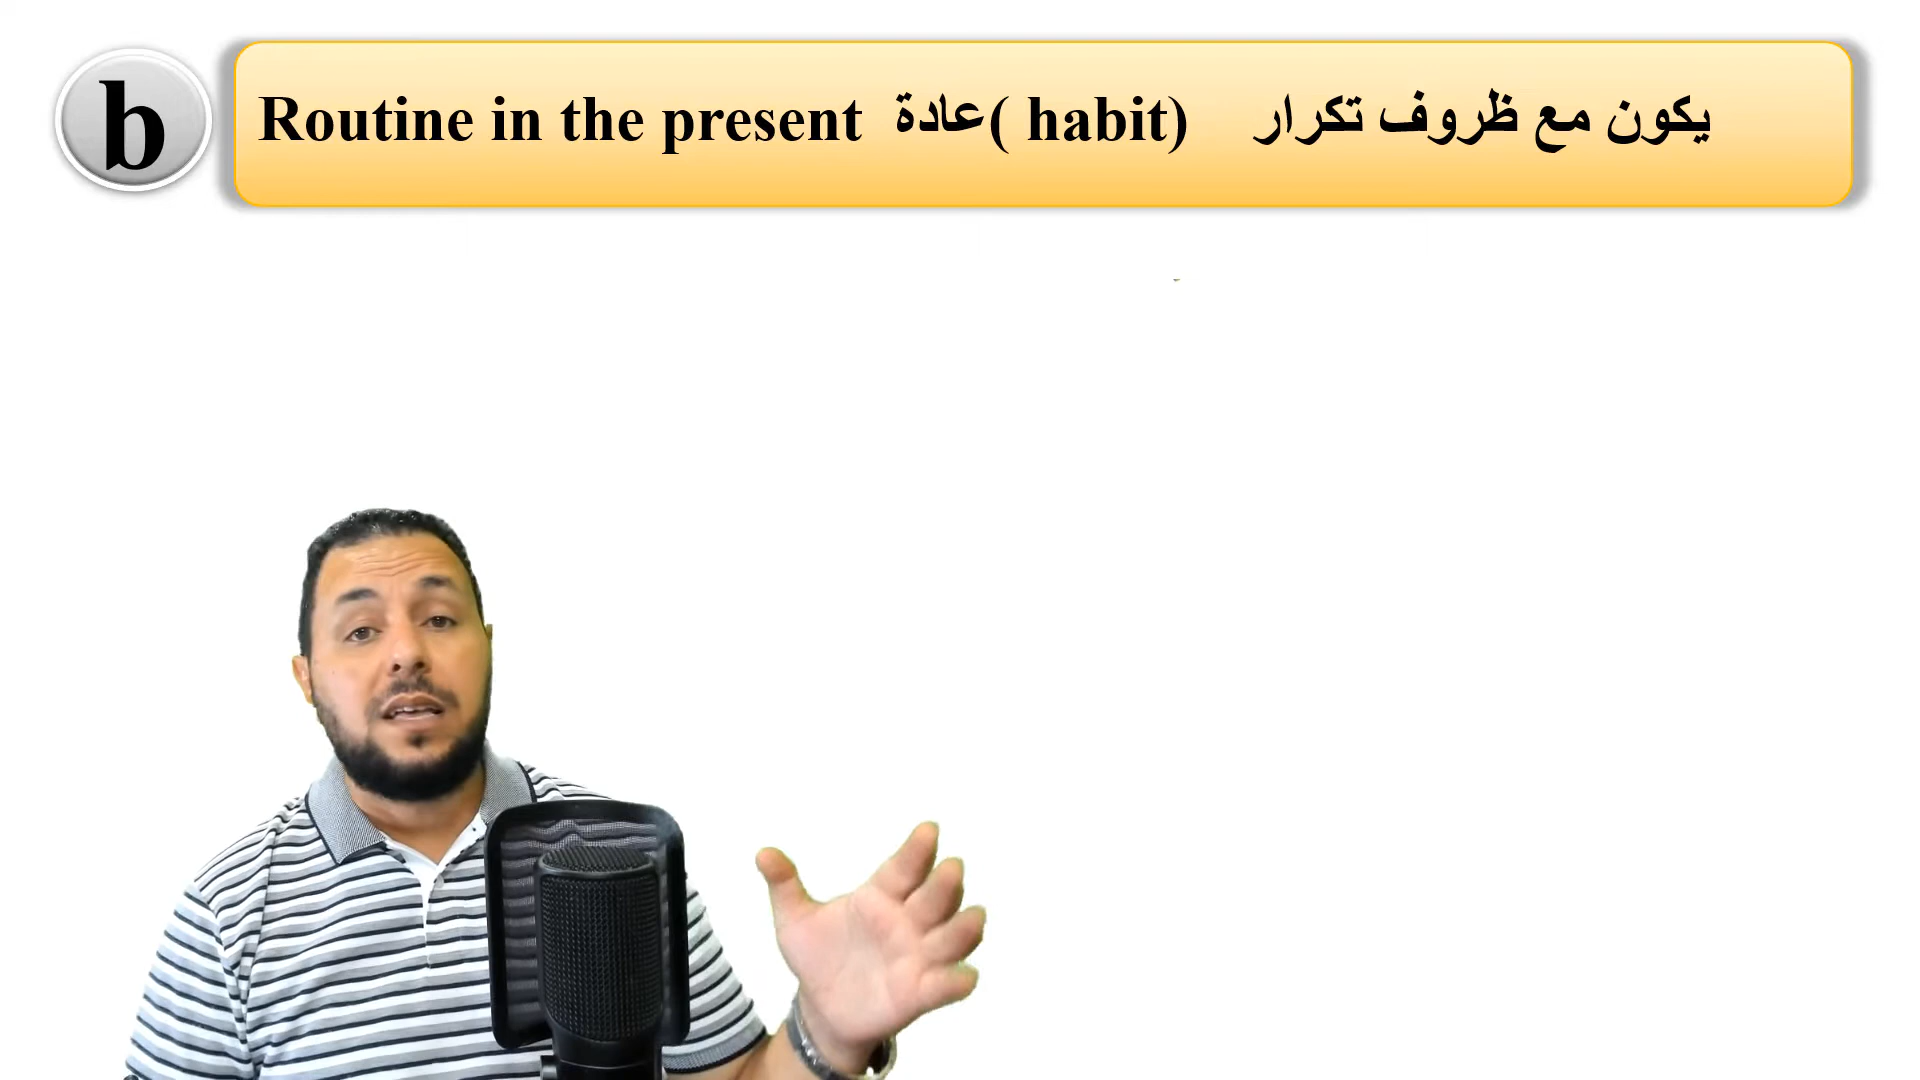 b
Routine in the present عادة( habit) يكون مع ظروف تكرار